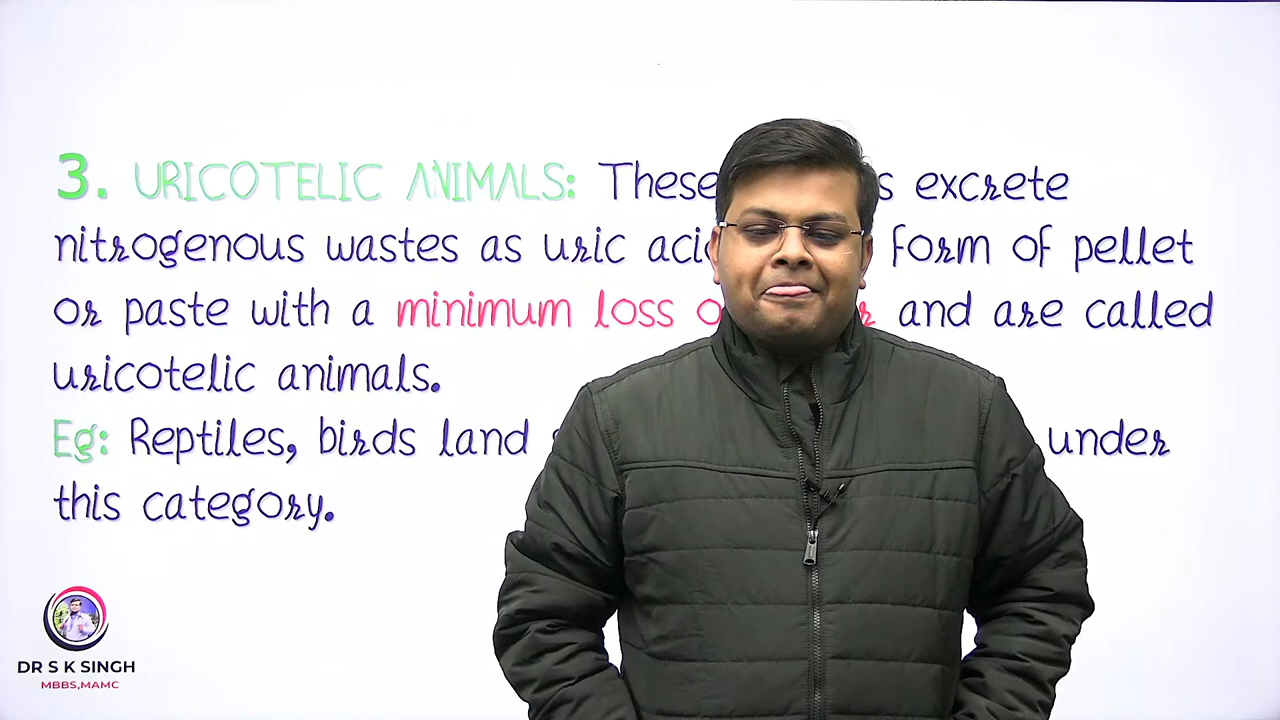 3. URICOTELIC ANIMALS: These excrete
nitrogenous wastes as uric form of pellet
or paste with a minimum loss and are called
uricotelic animals.
Eg: Reptiles, birds land under
this category.
DR S K SINGH
MBBS,MAMC